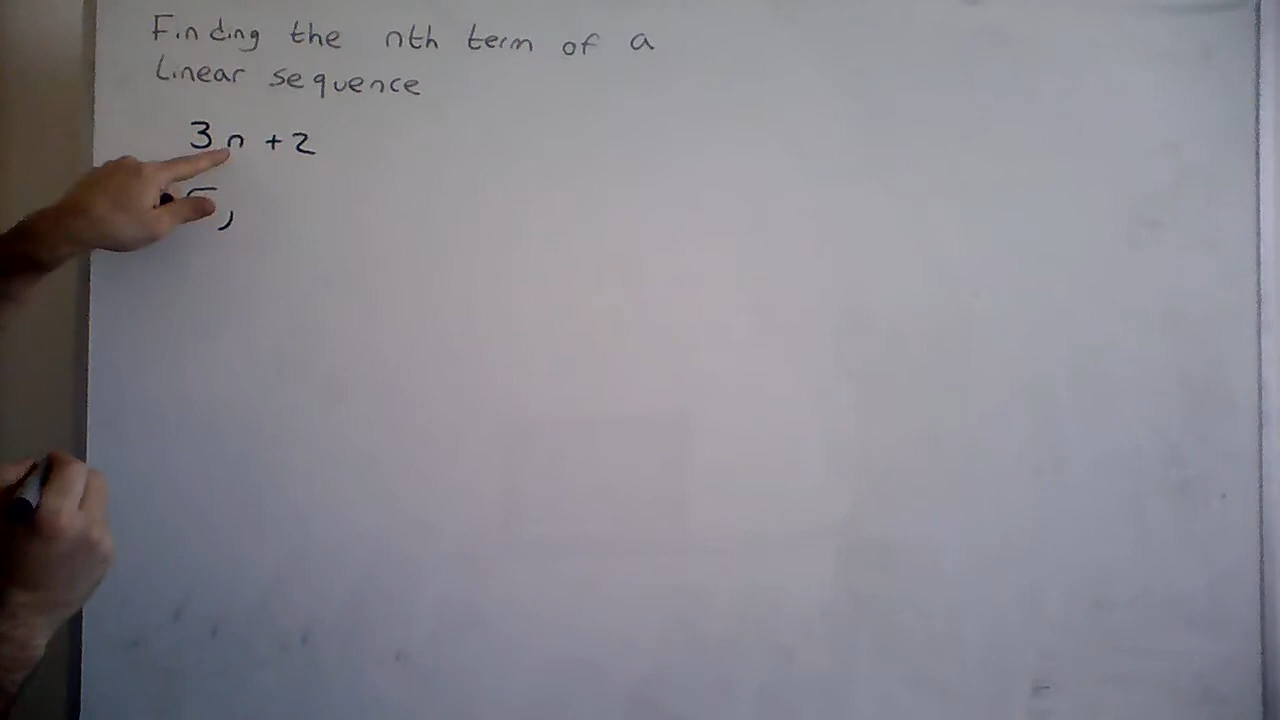 Finding the nth term of a
Linear sequence
3n + 2
5,